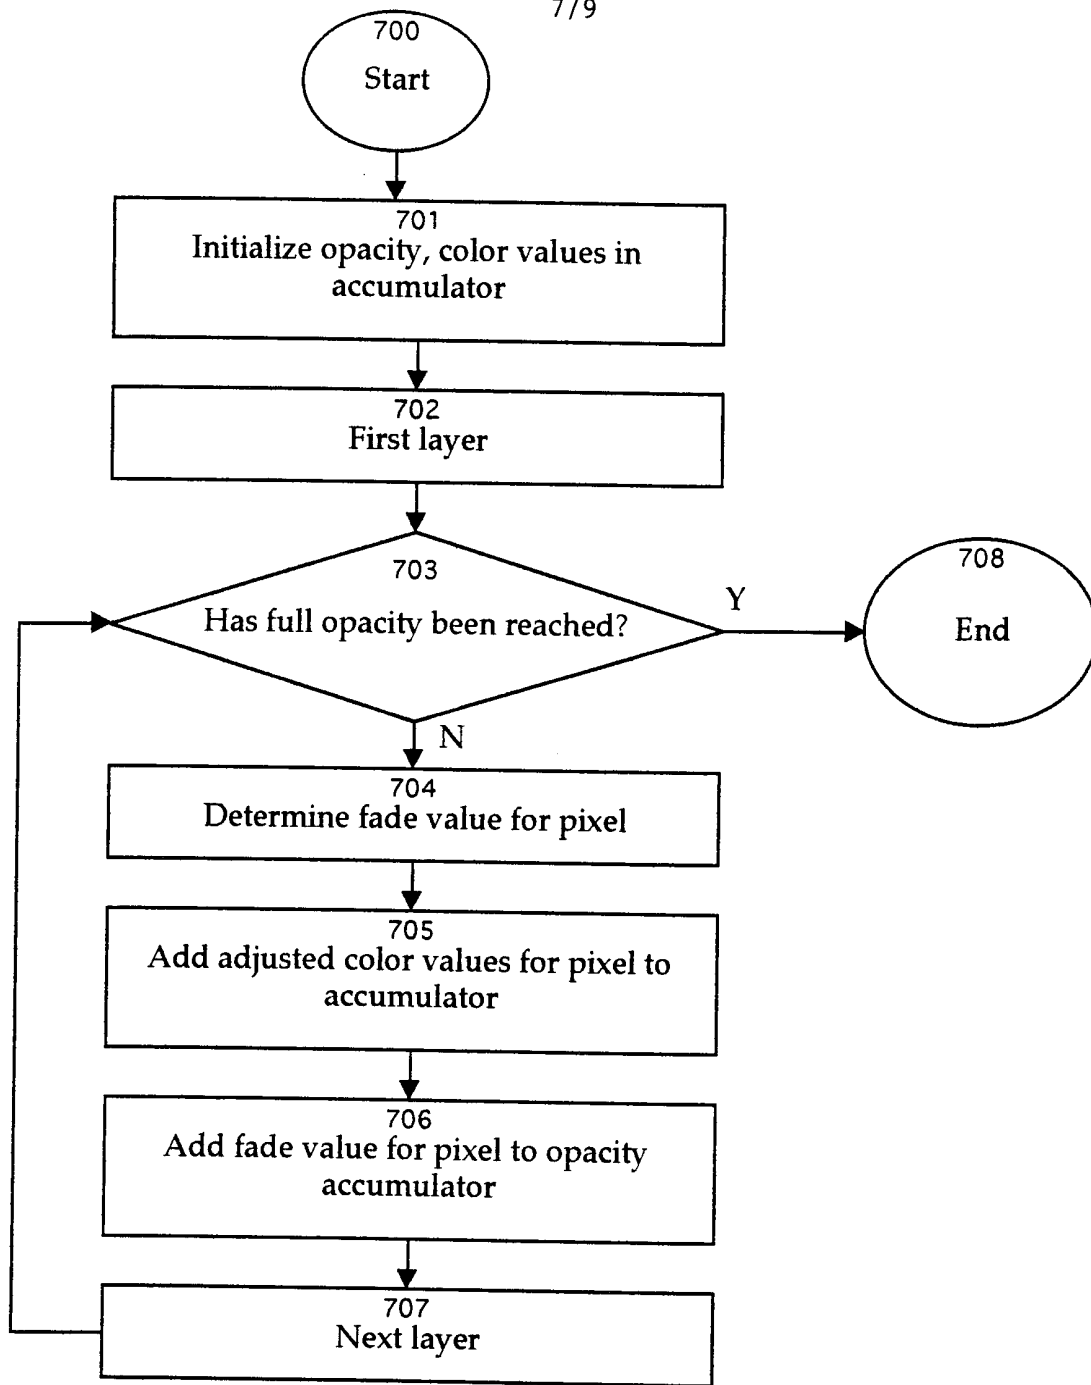 7/9
700
Start
701
Initialize opacity, color values in
accumulator
702
First layer
703
Has full opacity been reached?
Y
708
End
N
704
Determine fade value for pixel
705
Add adjusted color values for pixel to
accumulator
706
Add fade value for pixel to opacity
accumulator
707
Next layer